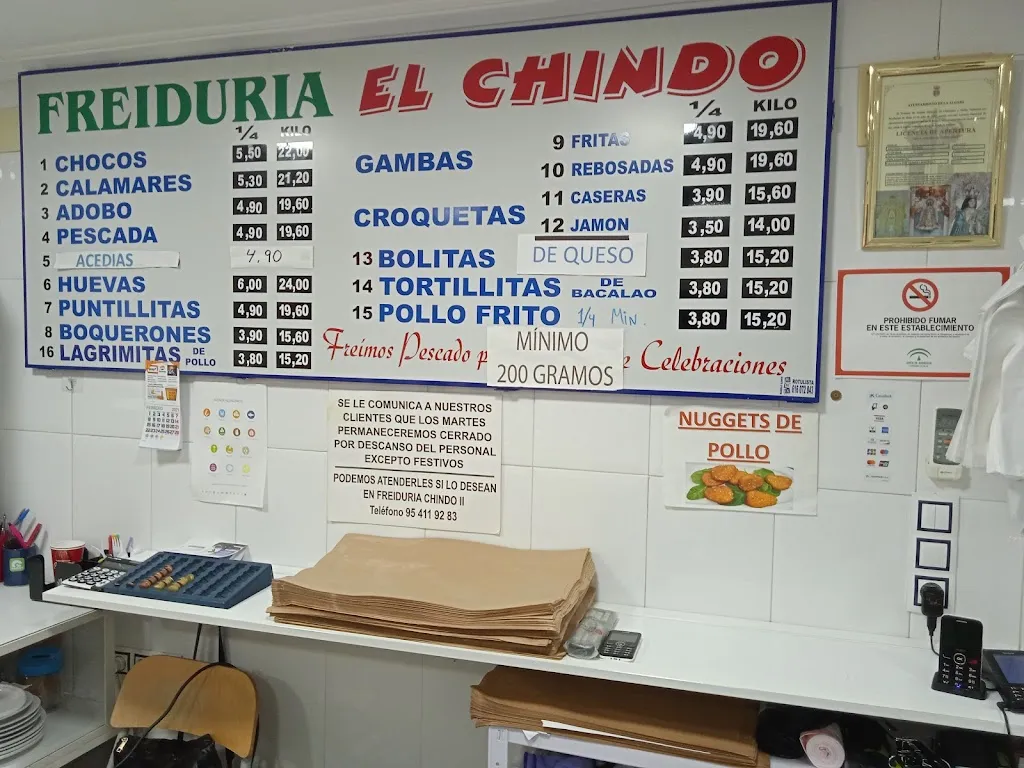 FREIDURIA EL CHINDO
1/4 KILO
1 CHOCOS 5,50 22,00
2 CALAMARES 5,30 21,20
3 ADOBO 4,90 19,60
4 PESCADA 4,90 19,60
5 ACEDIAS 4.90
6 HUEVAS 6,00 24,00
7 PUNTILLITAS 4,90 19,60
8 BOQUERONES 3,90 15,60
16 LAGRIMITAS DE POLLO 3,80 15,20
1/4 KILO
GAMBAS
9 FRITAS 4,90 19,60
10 REBOSADAS 4,90 19,60
CROQUETAS
11 CASERAS 3,90 15,60
12 JAMON 3,50 14,00
DE QUESO
13 BOLITAS 3,80 15,20
14 TORTILLITAS DE BACALAO 3,80 15,20
15 POLLO FRITO 1/4 Min. 3,80 15,20
Freímos Pescado Celebraciones
MÍNIMO
200 GRAMOS
ROTULISTA
SE LE COMUNICA A NUESTROS
CLIENTES QUE LOS MARTES
PERMANECEREMOS CERRADO
POR DESCANSO DEL PERSONAL
EXCEPTO FESTIVOS
PODEMOS ATENDERLES SI LO DESEAN
EN FREIDURIA CHINDO II
Teléfono 95 411 92 83
NUGGETS DE
POLLO
LICENCIA DE APERTURA
PROHIBIDO FUMAR
EN ESTE ESTABLECIMIENTO